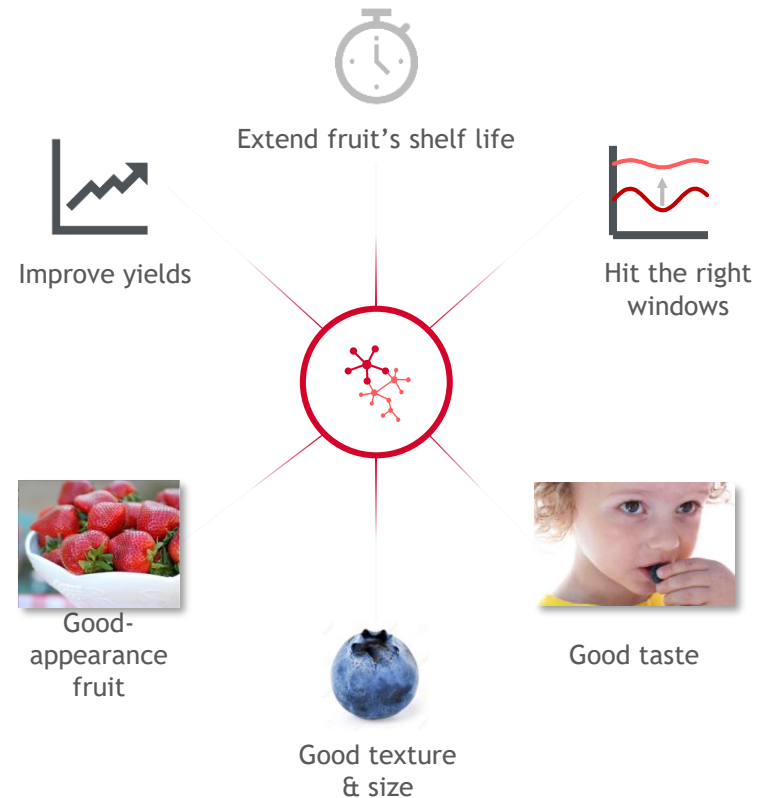 Extend fruit’s shelf life
Improve yields
Hit the right
windows
Good-
appearance
fruit
Good taste
Good texture
& size